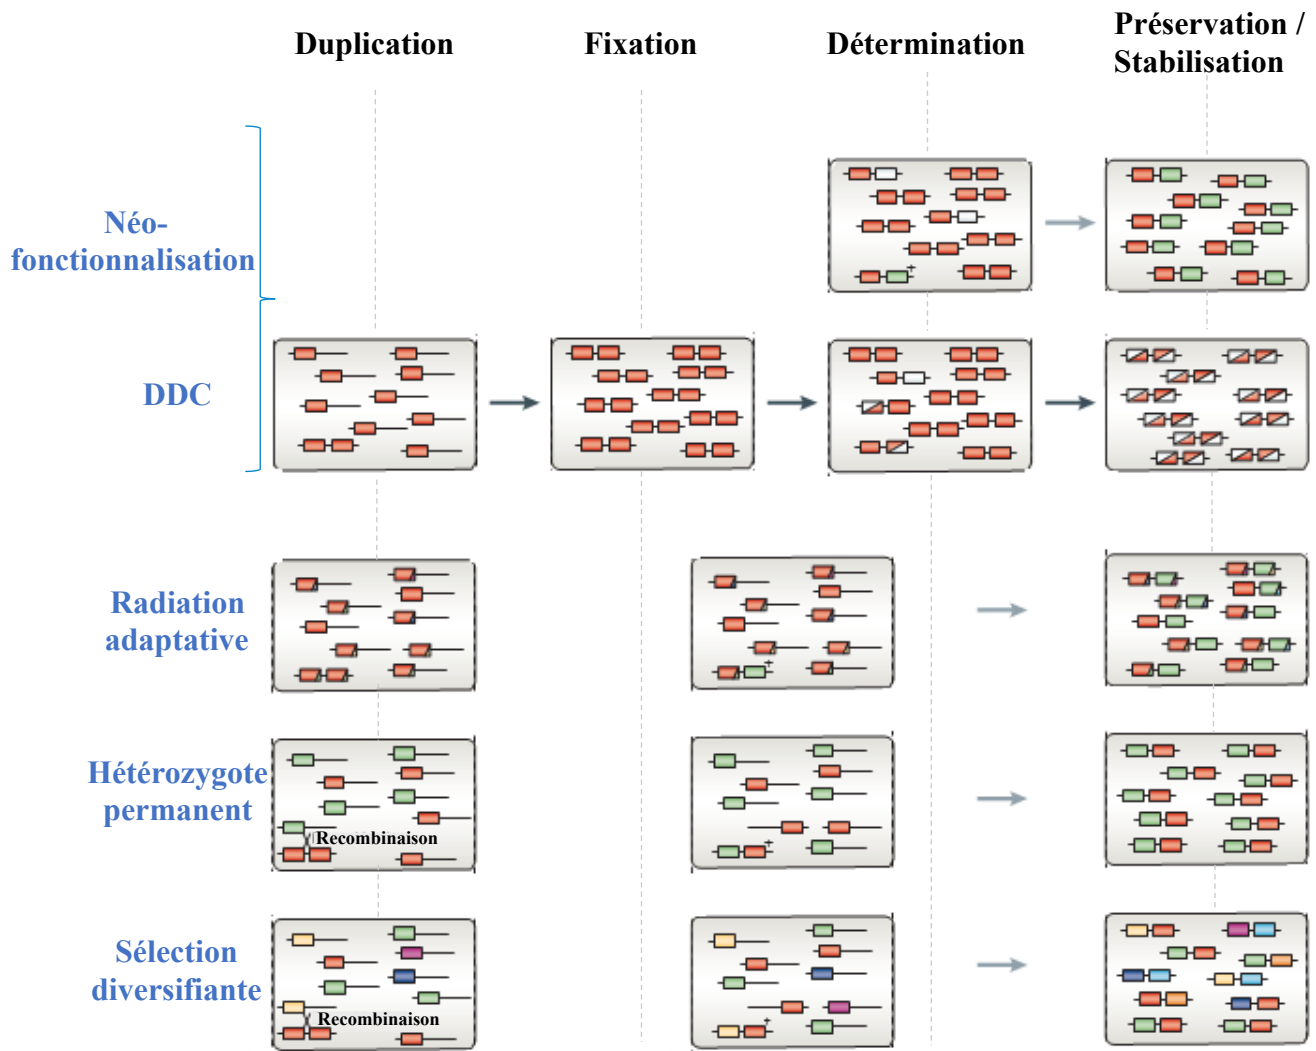 Duplication
Fixation
Détermination
Préservation /
Stabilisation
Néo-
fonctionnalisation
DDC
Radiation
adaptative
Hétérozygote
permanent
Recombinaison
Sélection
diversifiante
Recombinaison